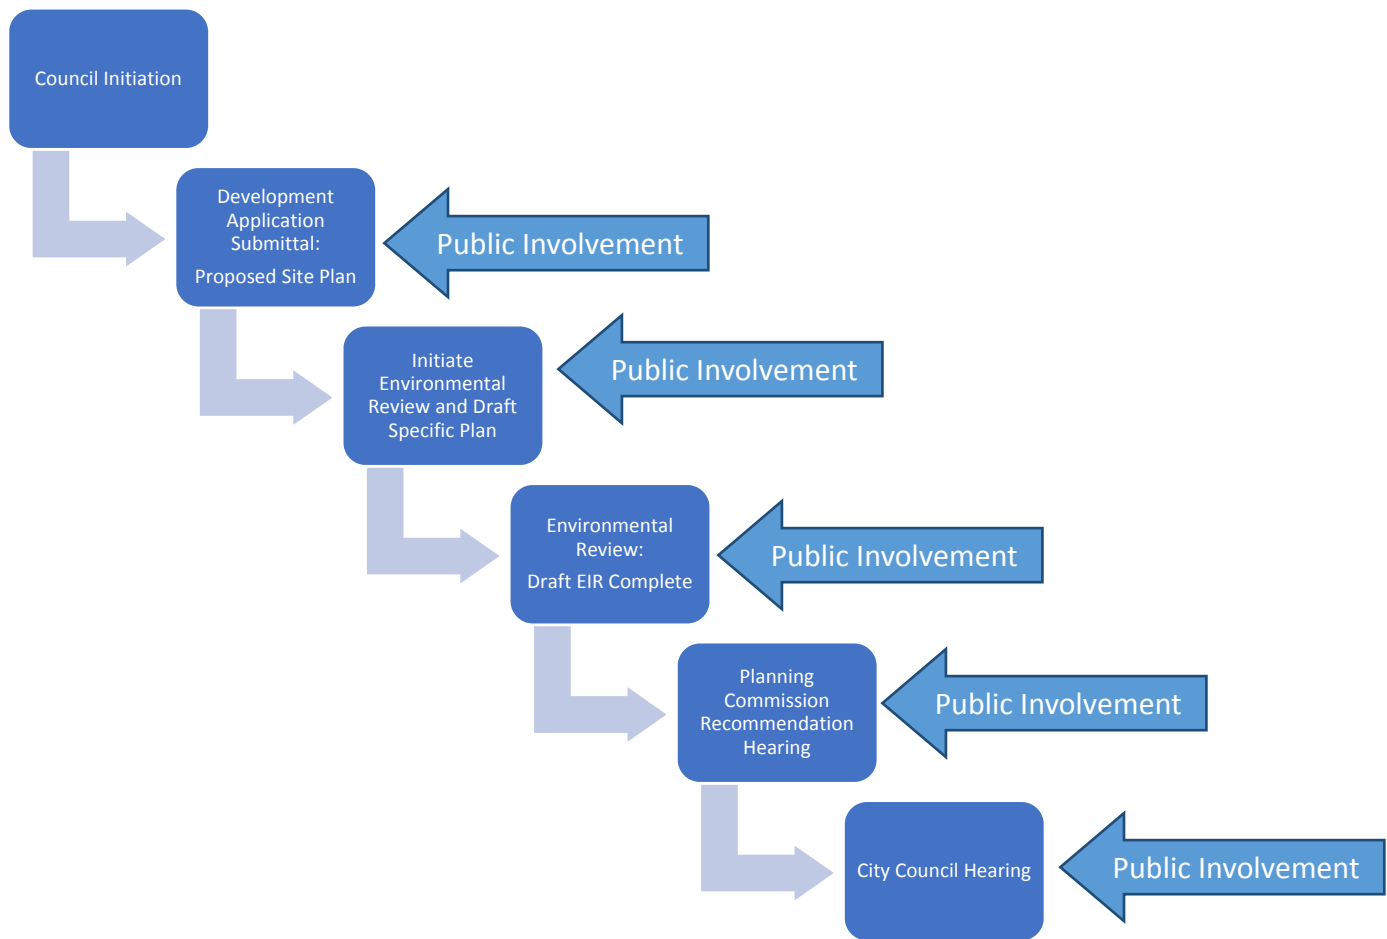 Council Initiation
Development
Application
Submittal:
Proposed Site Plan
Public Involvement
Initiate
Environmental
Review and Draft
Specific Plan
Public Involvement
Environmental
Review:
Draft EIR Complete
Public Involvement
Planning
Commission
Recommendation
Hearing
Public Involvement
City Council Hearing
Public Involvement